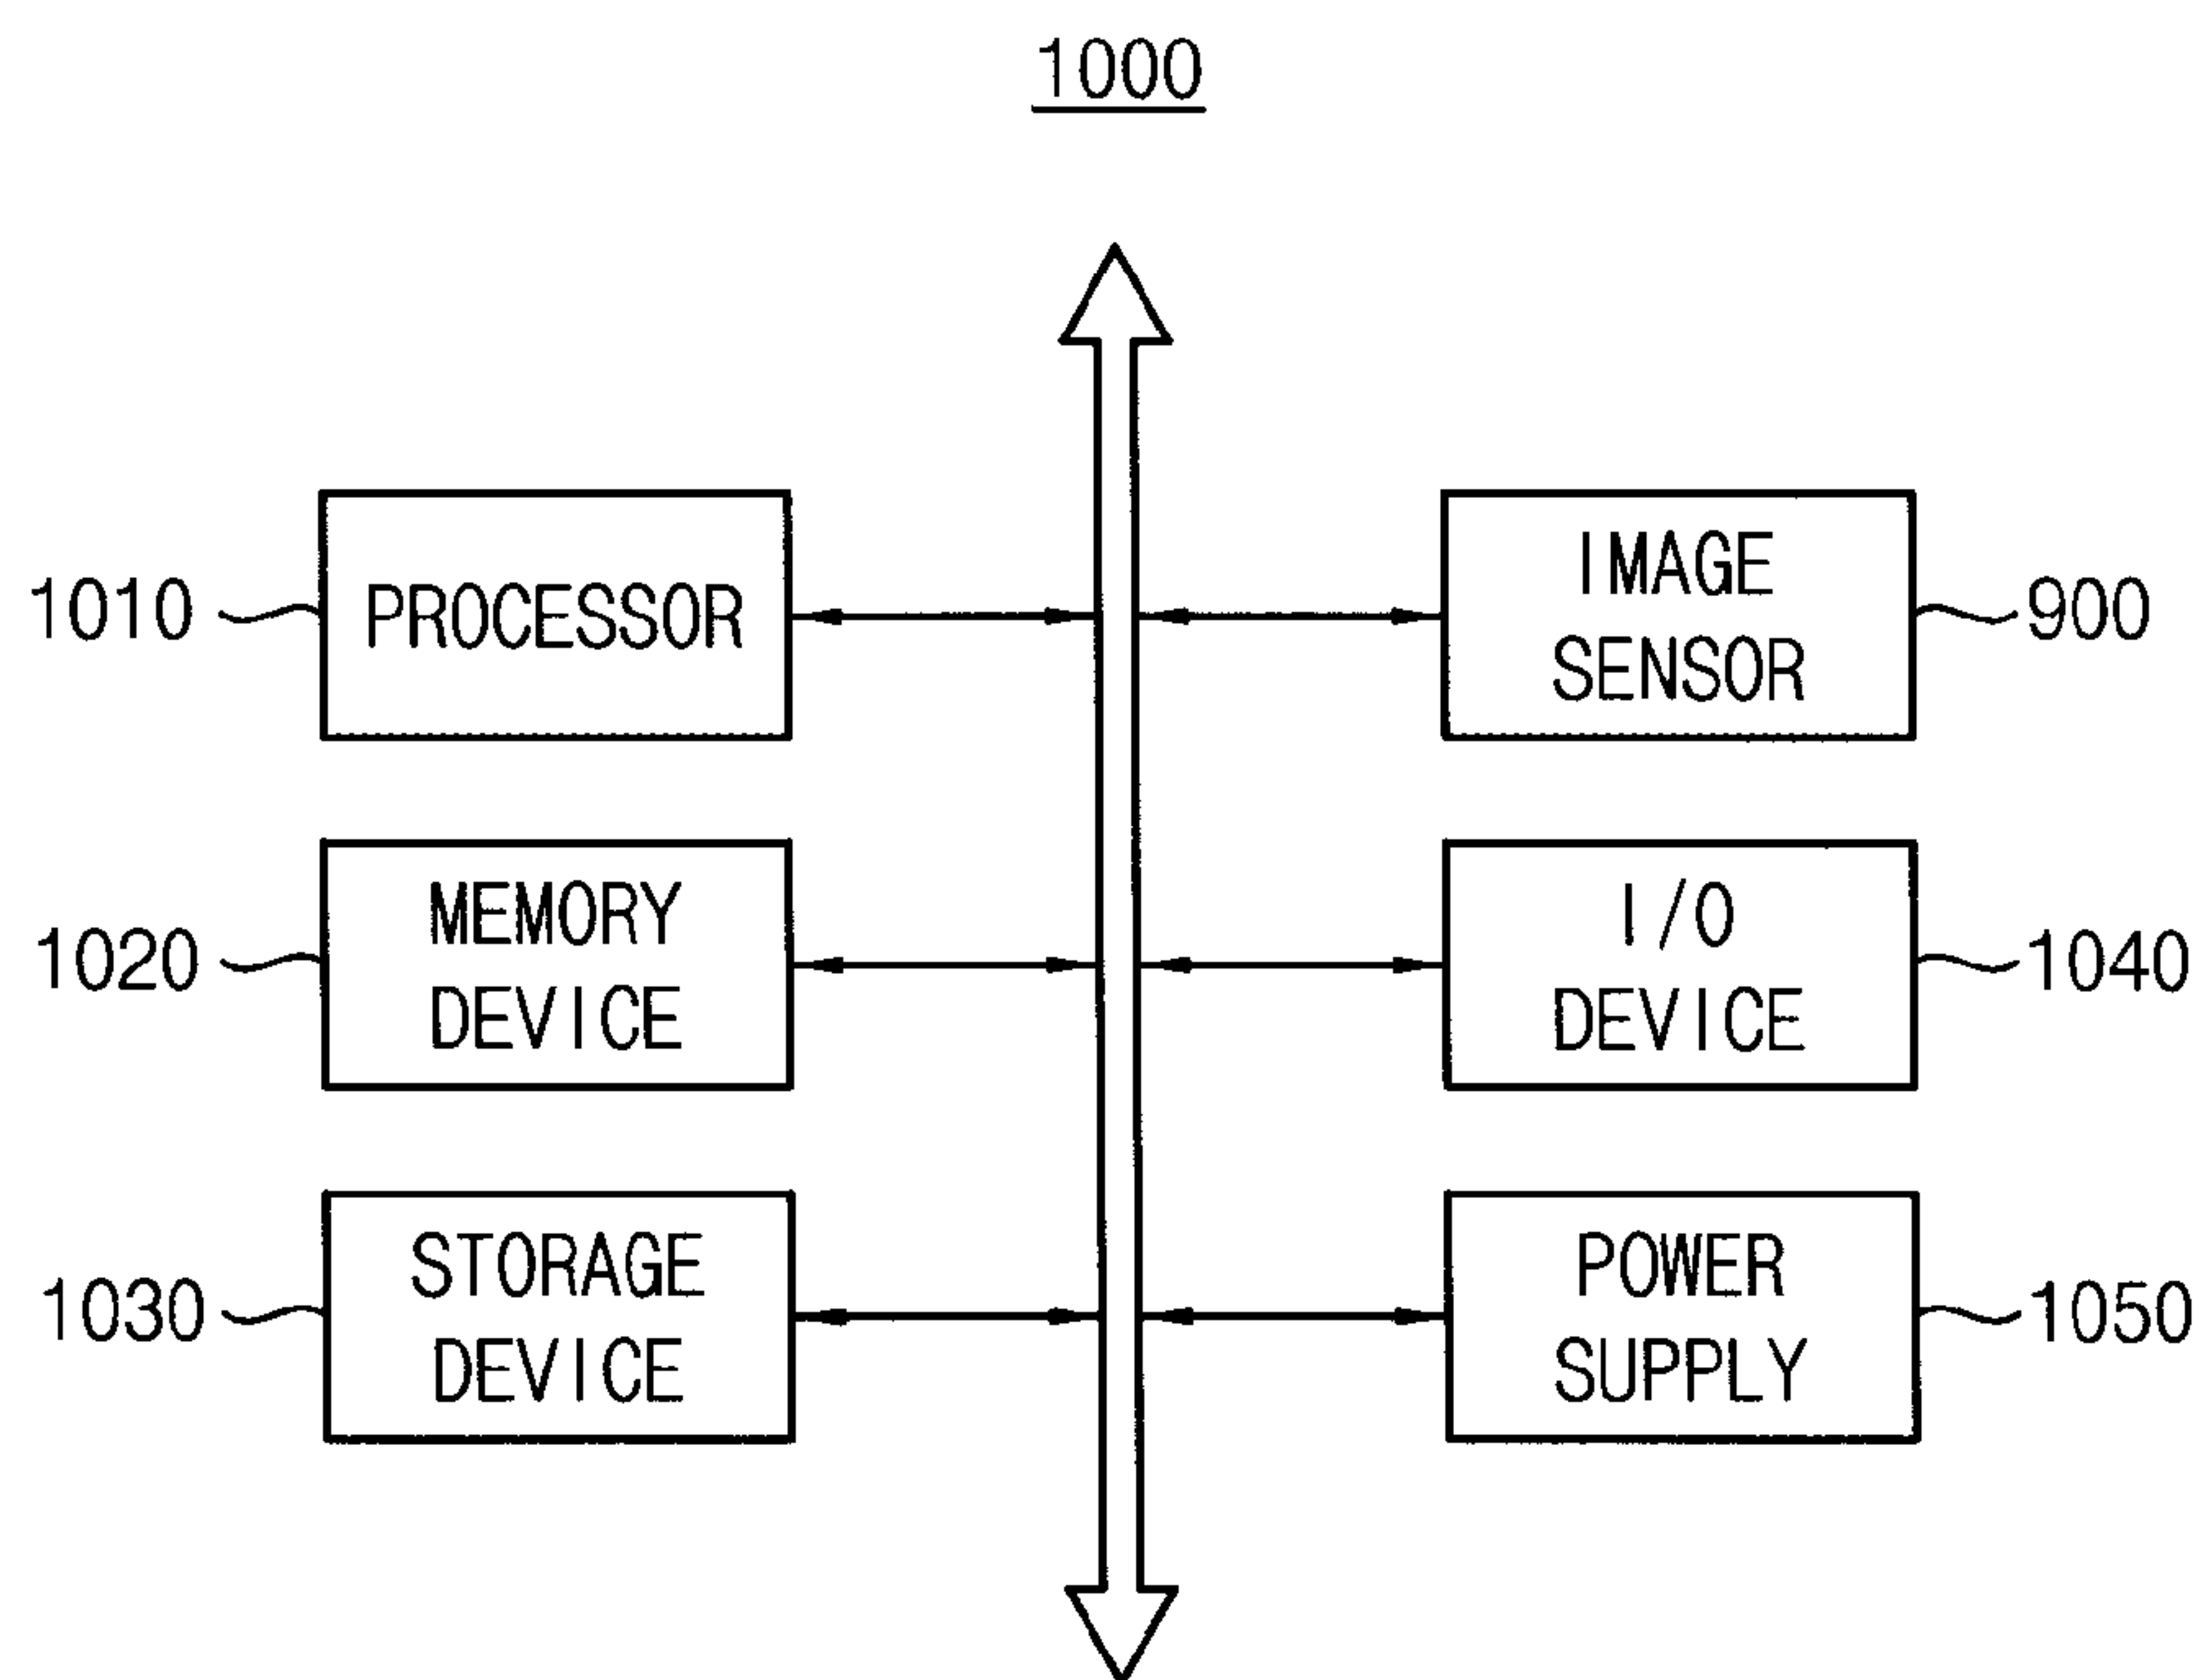 1000
1010
PROCESSOR
IMAGE
SENSOR
900
1020
MEMORY
DEVICE
I/O
DEVICE
1040
1030
STORAGE
DEVICE
POWER
SUPPLY
1050